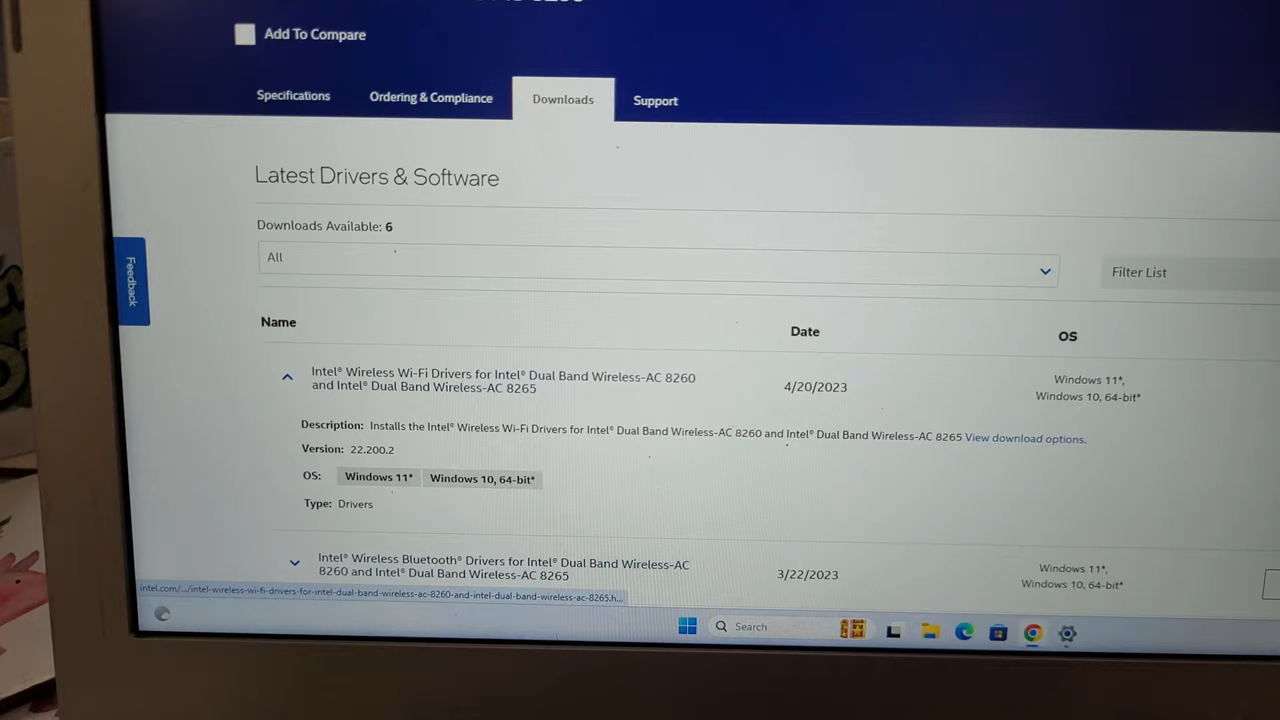 Add To Compare
Specifications
Ordering & Compliance
Downloads
Support
Latest Drivers & Software
Downloads Available: 6
All
Filter List
Feedback
Name
Date
OS
Intel® Wireless Wi-Fi Drivers for Intel® Dual Band Wireless-AC 8260
and Intel® Dual Band Wireless-AC 8265
4/20/2023
Windows 11*,
Windows 10, 64-bit*
Description: Installs the Intel® Wireless Wi-Fi Drivers for Intel® Dual Band Wireless-AC 8260 and Intel® Dual Band Wireless-AC 8265 View download options.
Version: 22.200.2
OS: Windows 11* Windows 10, 64-bit*
Type: Drivers
Intel® Wireless Bluetooth® Drivers for Intel® Dual Band Wireless-AC
8260 and Intel® Dual Band Wireless-AC 8265
3/22/2023
Windows 11*,
Windows 10, 64-bit*
intel.com/.../intel-wireless-wi-fi-drivers-for-intel-dual-band-wireless-ac-8260-and-intel-dual-band-wireless-ac-8265.h...
Search